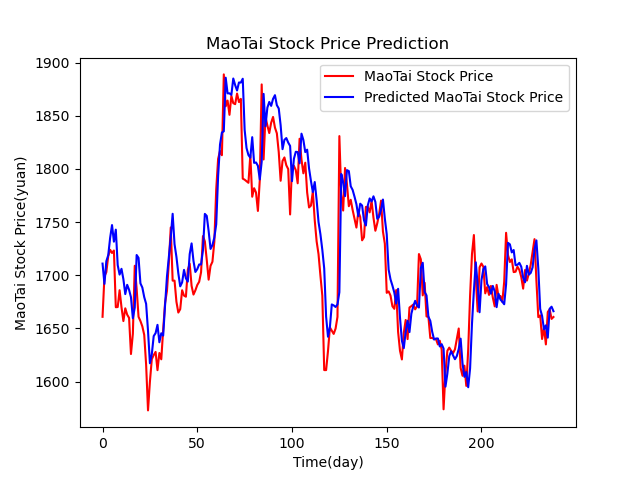 MaoTai Stock Price Prediction
MaoTai Stock Price
Predicted MaoTai Stock Price
MaoTai Stock Price(yuan)
1900
1850
1800
1750
1700
1650
1600
0 50 100 150 200
Time(day)